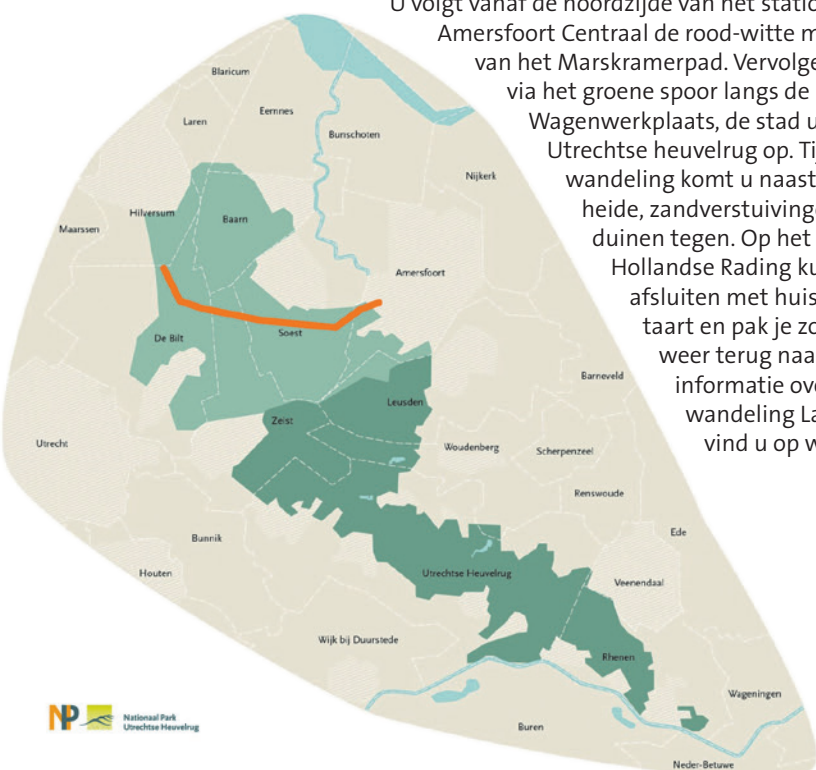 U volgt vanaf de noordzijde van het static
Amersfoort Centraal de rood-witte m
van het Marskramerpad. Vervolge
via het groene spoor langs de
Wagenwerkplaats, de stad u
Utrechtse heuvelrug op. Tij
wandeling komt u naast
heide, zandverstuivinge
duinen tegen. Op het
Hollandse Rading ku
afsluiten met huis
taart en pak je zo
weer terug naa
informatie ove
wandeling La
vind u op w
Blaricum
Eemnes
Laren
Bunschoten
Nijkerk
Hilversum
Baarn
Maarssen
Amersfoort
De Bilt
Soest
Barneveld
Leusden
Zeist
Utrecht
Woudenberg
Scherpenzeel
Renswoude
Bunnik
Ede
Houten
Utrechtse Heuvelrug
Veenendaal
Wijk bij Duurstede
Rhenen
Wageningen
Buren
Neder-Betuwe
NP
Nationaal Park
Utrechtse Heuvelrug